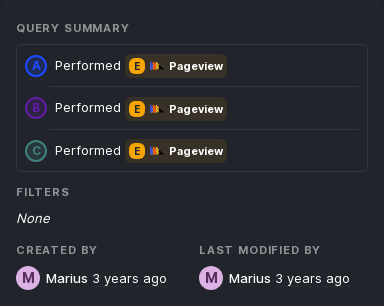 QUERY SUMMARY
A Performed E Pageview
B Performed E Pageview
C Performed E Pageview
FILTERS
None
CREATED BY LAST MODIFIED BY
M Marius 3 years ago M Marius 3 years ago